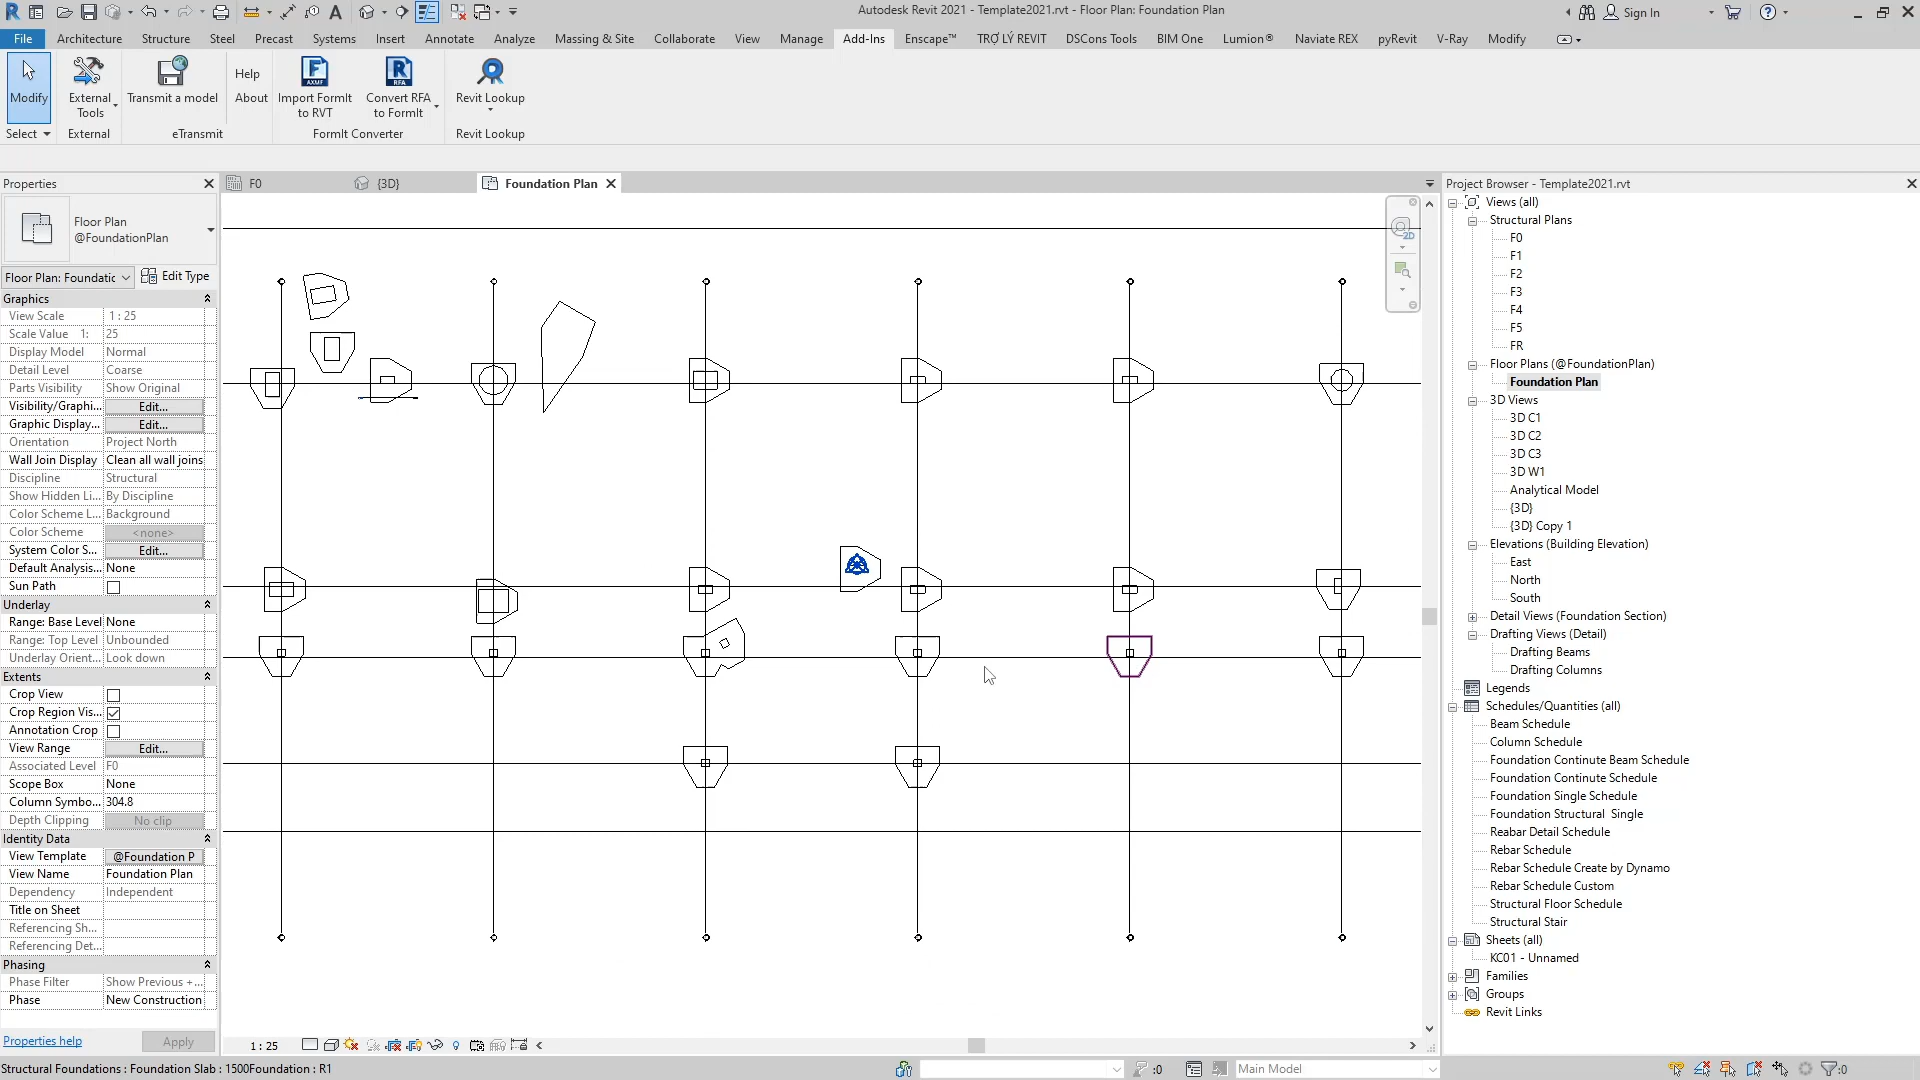 Autodesk Revit 2021 - Template2021.rvt - Floor Plan: Foundation Plan
Sign In
File Architecture Structure Steel Precast Systems Insert Annotate Analyze Massing & Site Collaborate View Manage Add-Ins Enscape™ TRỢ LÝ REVIT DSCons Tools BIM One Lumion® Naviate REX pyRevit V-Ray Modify
Modify
External Tools
Transmit a model
Help
About
Import FormIt to RVT
Convert RFA to FormIt
Revit Lookup
Select External eTransmit FormIt Converter Revit Lookup
Properties
F0 {3D} Foundation Plan
Project Browser - Template2021.rvt
Floor Plan
@FoundationPlan
Floor Plan: Foundatic Edit Type
Graphics
View Scale 1 : 25
Scale Value 1: 25
Display Model Normal
Detail Level Coarse
Parts Visibility Show Original
Visibility/Graphi... Edit...
Graphic Display... Edit...
Orientation Project North
Wall Join Display Clean all wall joins
Discipline Structural
Show Hidden Li... By Discipline
Color Scheme L... Background
Color Scheme <none>
System Color S... Edit...
Default Analysis... None
Sun Path
Underlay
Range: Base Level None
Range: Top Level Unbounded
Underlay Orient... Look down
Extents
Crop View
Crop Region Vis...
Annotation Crop
View Range Edit...
Associated Level F0
Scope Box None
Column Symbo... 304.8
Depth Clipping No clip
Identity Data
View Template @Foundation P
View Name Foundation Plan
Dependency Independent
Title on Sheet
Referencing Sh...
Referencing Det...
Phasing
Phase Filter Show Previous +...
Phase New Construction
Properties help Apply
2D
Views (all)
Structural Plans
F0
F1
F2
F3
F4
F5
FR
Floor Plans (@FoundationPlan)
Foundation Plan
3D Views
3D C1
3D C2
3D C3
3D W1
Analytical Model
{3D}
{3D} Copy 1
Elevations (Building Elevation)
East
North
South
Detail Views (Foundation Section)
Drafting Views (Detail)
Drafting Beams
Drafting Columns
Legends
Schedules/Quantities (all)
Beam Schedule
Column Schedule
Foundation Continute Beam Schedule
Foundation Continute Schedule
Foundation Single Schedule
Foundation Structural Single
Reabar Detail Schedule
Rebar Schedule
Rebar Schedule Create by Dynamo
Rebar Schedule Custom
Structural Floor Schedule
Structural Stair
Sheets (all)
KC01 - Unnamed
Families
Groups
Revit Links
1 : 25
Structural Foundations : Foundation Slab : 1500Foundation : R1
:0
Main Model
:0